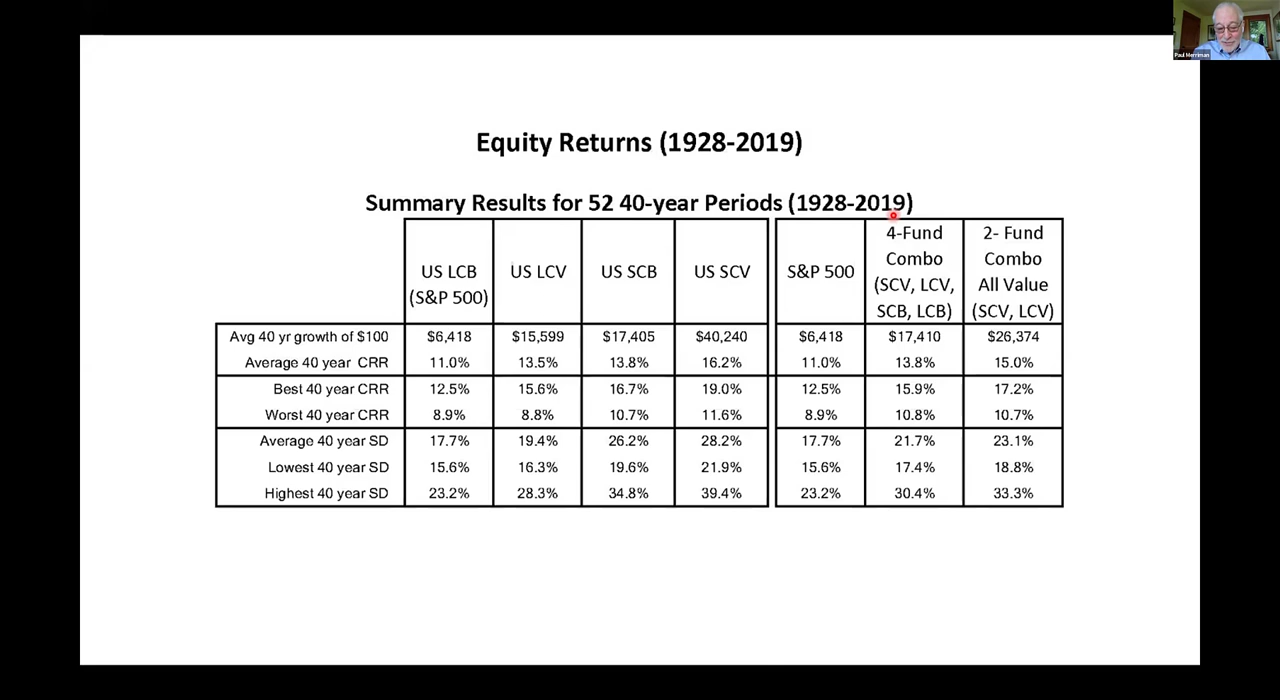 Paul Merriman
Equity Returns (1928-2019)
Summary Results for 52 40-year Periods (1928-2019)
US LCB
(S&P 500)
US LCV
US SCB
US SCV
S&P 500
4-Fund
Combo
(SCV, LCV,
SCB, LCB)
2- Fund
Combo
All Value
(SCV, LCV)
Avg 40 yr growth of $100 $6,418 $15,599 $17,405 $40,240 $6,418 $17,410 $26,374
Average 40 year CRR 11.0% 13.5% 13.8% 16.2% 11.0% 13.8% 15.0%
Best 40 year CRR 12.5% 15.6% 16.7% 19.0% 12.5% 15.9% 17.2%
Worst 40 year CRR 8.9% 8.8% 10.7% 11.6% 8.9% 10.8% 10.7%
Average 40 year SD 17.7% 19.4% 26.2% 28.2% 17.7% 21.7% 23.1%
Lowest 40 year SD 15.6% 16.3% 19.6% 21.9% 15.6% 17.4% 18.8%
Highest 40 year SD 23.2% 28.3% 34.8% 39.4% 23.2% 30.4% 33.3%